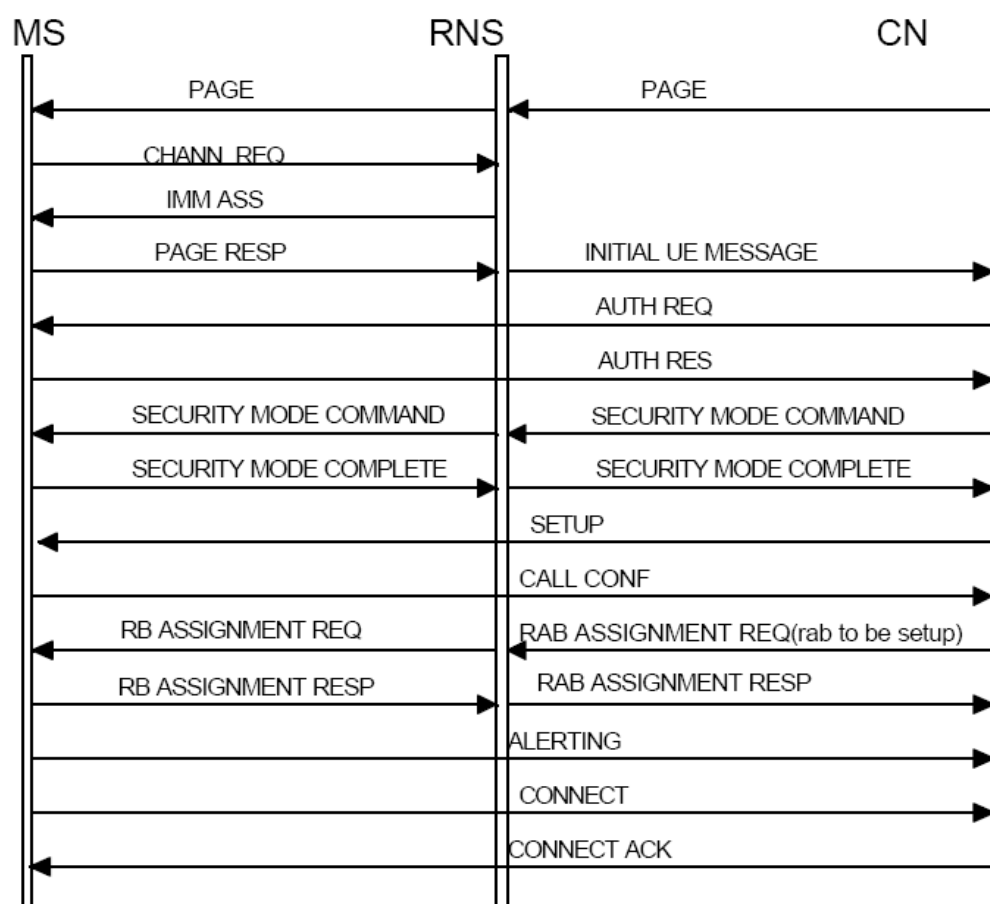 MS RNS CN
PAGE PAGE
CHANN REQ
IMM ASS
PAGE RESP INITIAL UE MESSAGE
AUTH REQ
AUTH RES
SECURITY MODE COMMAND SECURITY MODE COMMAND
SECURITY MODE COMPLETE SECURITY MODE COMPLETE
SETUP
CALL CONF
RB ASSIGNMENT REQ RAB ASSIGNMENT REQ(rab to be setup)
RB ASSIGNMENT RESP RAB ASSIGNMENT RESP
ALERTING
CONNECT
CONNECT ACK